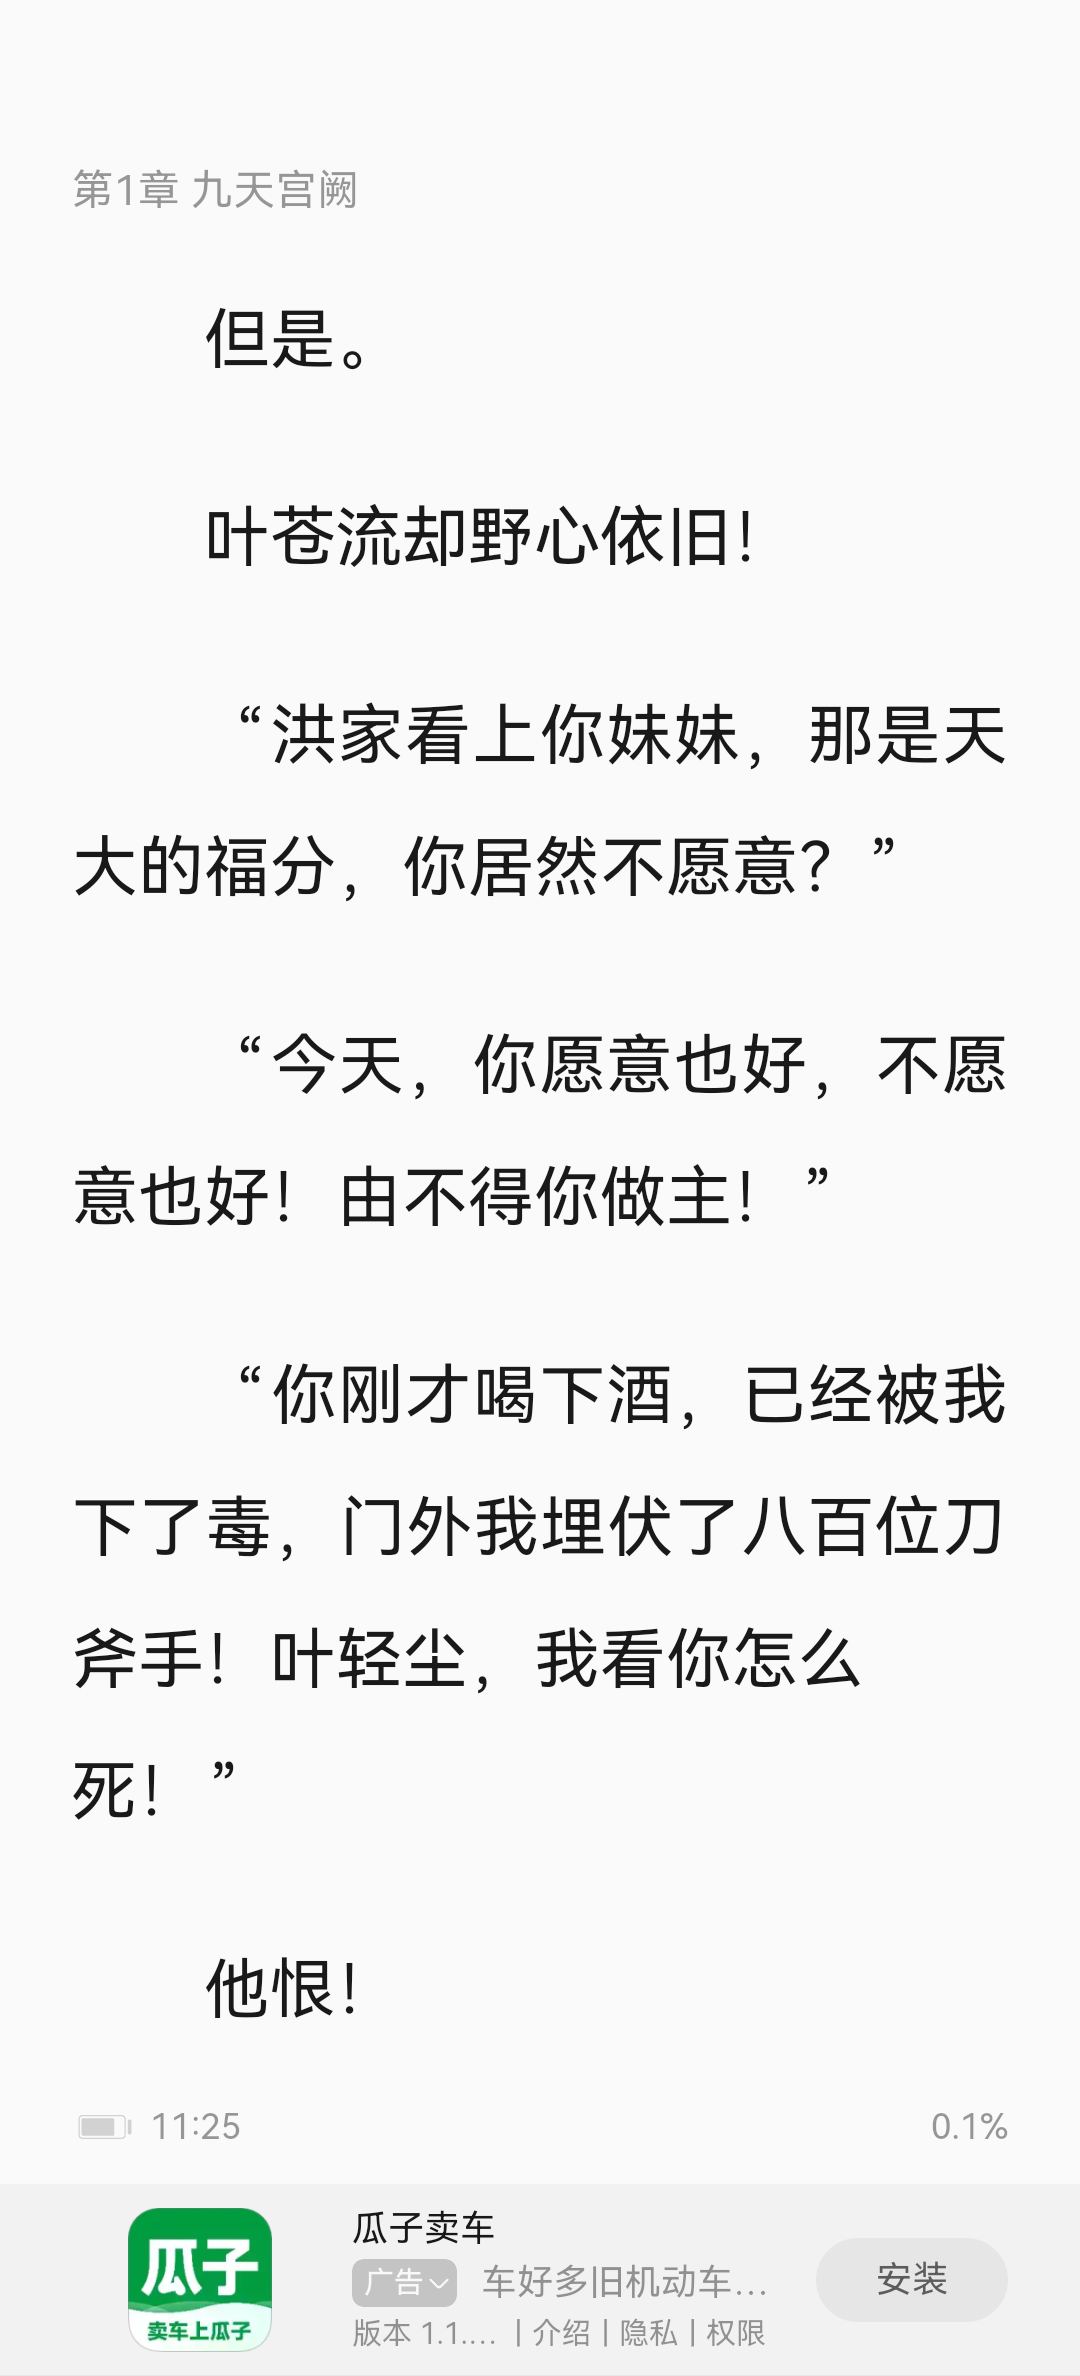 第1章 九天宫阙
但是。
叶苍流却野心依旧！
“洪家看上你妹妹，那是天
大的福分，你居然不愿意？”
“今天，你愿意也好，不愿
意也好！由不得你做主！”
“你刚才喝下酒，已经被我
下了毒，门外我埋伏了八百位刀
斧手！叶轻尘，我看你怎么
死！”
他恨！
11:25
0.1%
瓜子
卖车上瓜子
瓜子卖车
广告 车好多旧机动车...
版本 1.1.... | 介绍 | 隐私 | 权限
安装